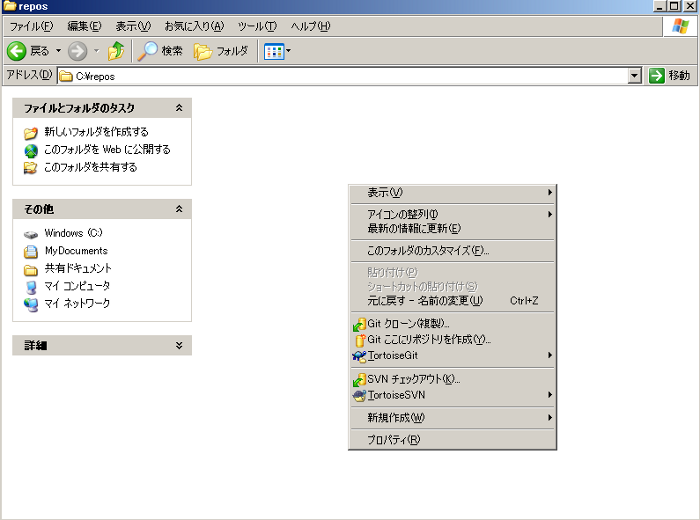 repos
ファイル(F) 編集(E) 表示(V) お気に入り(A) ツール(T) ヘルプ(H)
戻る 検索 フォルダ
アドレス(D) C:¥repos 移動
ファイルとフォルダのタスク
新しいフォルダを作成する
このフォルダを Web に公開する
このフォルダを共有する
その他
Windows (C:)
MyDocuments
共有ドキュメント
マイ コンピュータ
マイ ネットワーク
詳細
表示(V)
アイコンの整列(I)
最新の情報に更新(E)
このフォルダのカスタマイズ(F)...
貼り付け(P)
ショートカットの貼り付け(S)
元に戻す - 名前の変更(U) Ctrl+Z
Git クローン(複製)...
Git ここにリポジトリを作成(Y)...
TortoiseGit
SVN チェックアウト(K)...
TortoiseSVN
新規作成(W)
プロパティ(R)